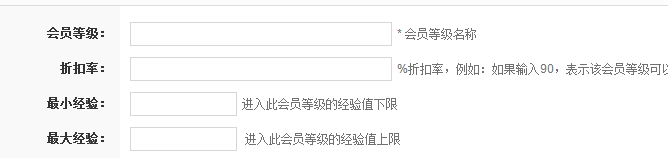 会员等级： * 会员等级名称
折扣率： %折扣率，例如：如果输入90，表示该会员等级可以
最小经验： 进入此会员等级的经验值下限
最大经验： 进入此会员等级的经验值上限